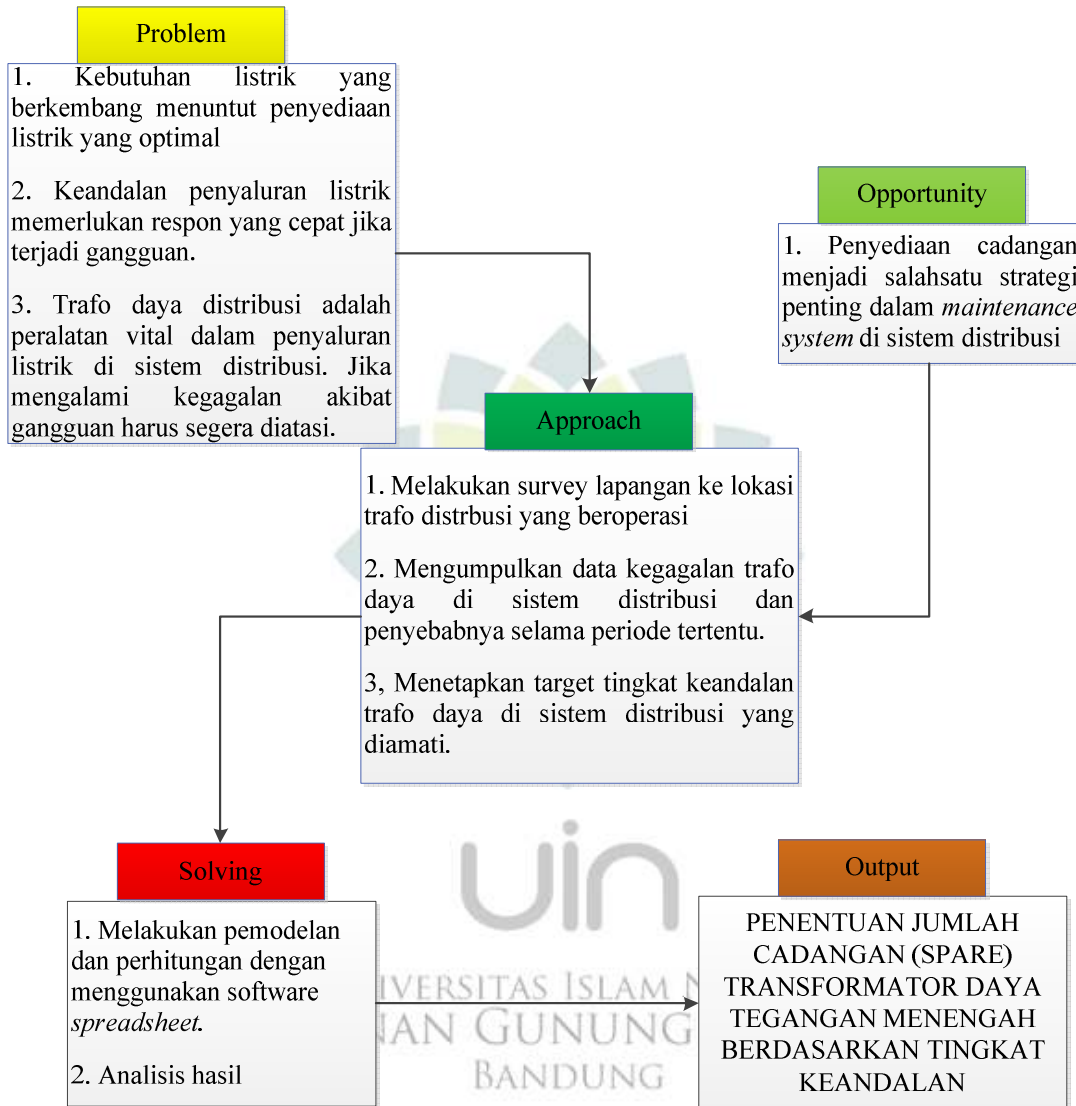 Problem
1. Kebutuhan listrik yang
berkembang menuntut penyediaan
listrik yang optimal
2. Keandalan penyaluran listrik
memerlukan respon yang cepat jika
terjadi gangguan.
3. Trafo daya distribusi adalah
peralatan vital dalam penyaluran
listrik di sistem distribusi. Jika
mengalami kegagalan akibat
gangguan harus segera diatasi.
Opportunity
1. Penyediaan cadangan
menjadi salahsatu strategi
penting dalam maintenance
system di sistem distribusi
Approach
1. Melakukan survey lapangan ke lokasi
trafo distrbusi yang beroperasi
2. Mengumpulkan data kegagalan trafo
daya di sistem distribusi dan
penyebabnya selama periode tertentu.
3, Menetapkan target tingkat keandalan
trafo daya di sistem distribusi yang
diamati.
Solving
1. Melakukan pemodelan
dan perhitungan dengan
menggunakan software
spreadsheet.
2. Analisis hasil
Output
PENENTUAN JUMLAH
CADANGAN (SPARE)
TRANSFORMATOR DAYA
TEGANGAN MENENGAH
BERDASARKAN TINGKAT
KEANDALAN
uin
IVERSITAS ISLAM N
NAN GUNUNG
BANDUNG